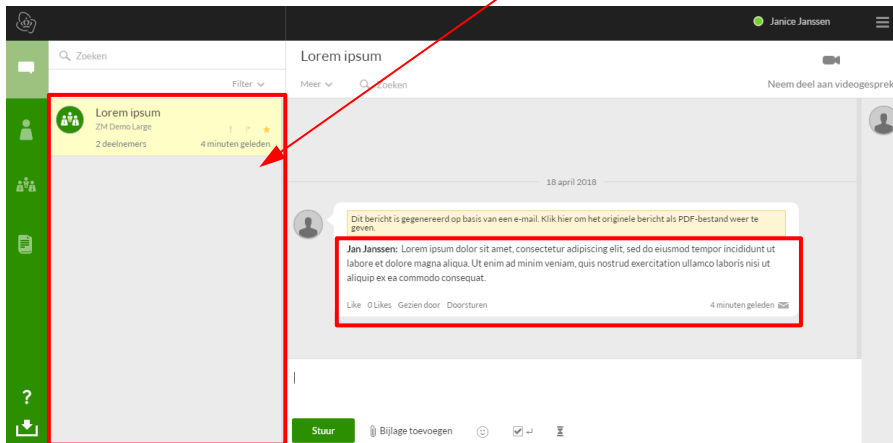 Janice Janssen
Zoeken
Filter
Lorem ipsum
ZM Demo Large
2 deelnemers
4 minuten geleden
Lorem ipsum
Meer
Zoeken
Neem deel aan videogesprek
18 april 2018
Dit bericht is gegenereerd op basis van een e-mail. Klik hier om het originele bericht als PDF-bestand weer te
geven.
Jan Janssen: Lorem ipsum dolor sit amet, consectetur adipiscing elit, sed do eiusmod tempor incididunt ut
labore et dolore magna aliqua. Ut enim ad minim veniam, quis nostrud exercitation ullamco laboris nisi ut
aliquip ex ea commodo consequat.
Like 0 Likes Gezien door Doorsturen 4 minuten geleden
?
Stuur
Bijlage toevoegen